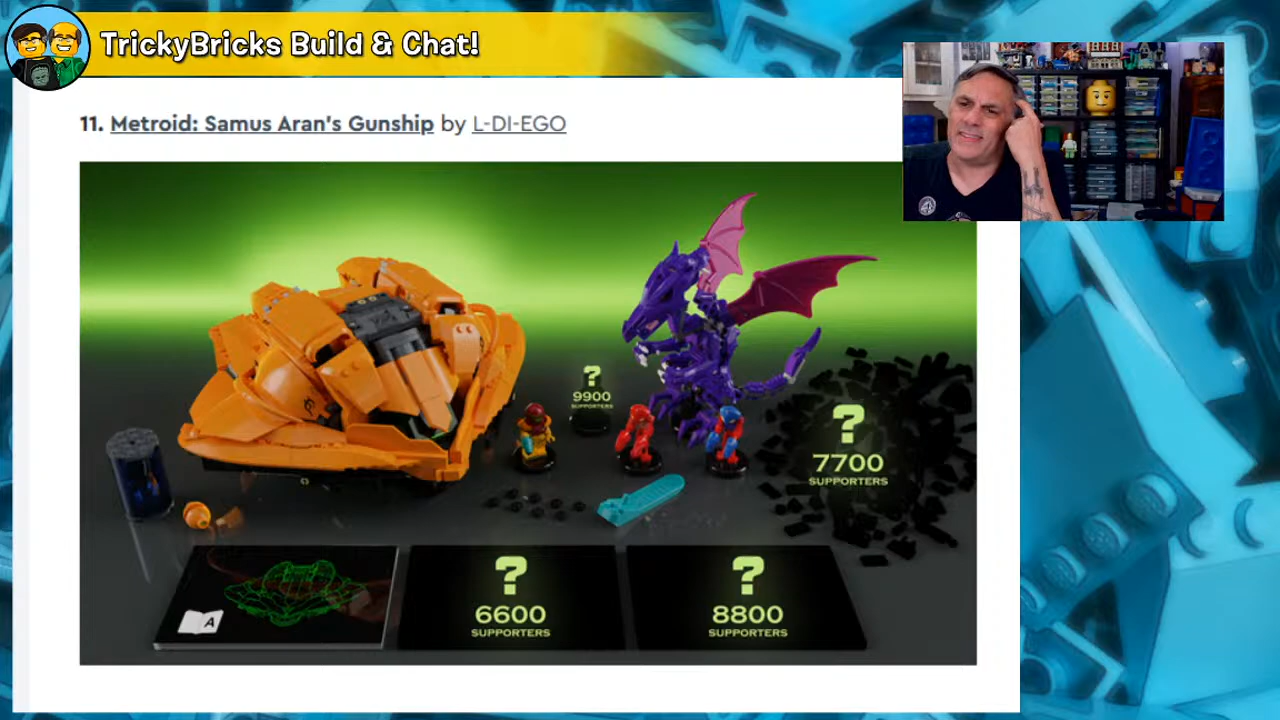 TrickyBricks Build & Chat!
11. Metroid: Samus Aran's Gunship by L-DI-EGO
?
9900
SUPPORTERS
?
7700
SUPPORTERS
A
?
6600
SUPPORTERS
?
8800
SUPPORTERS